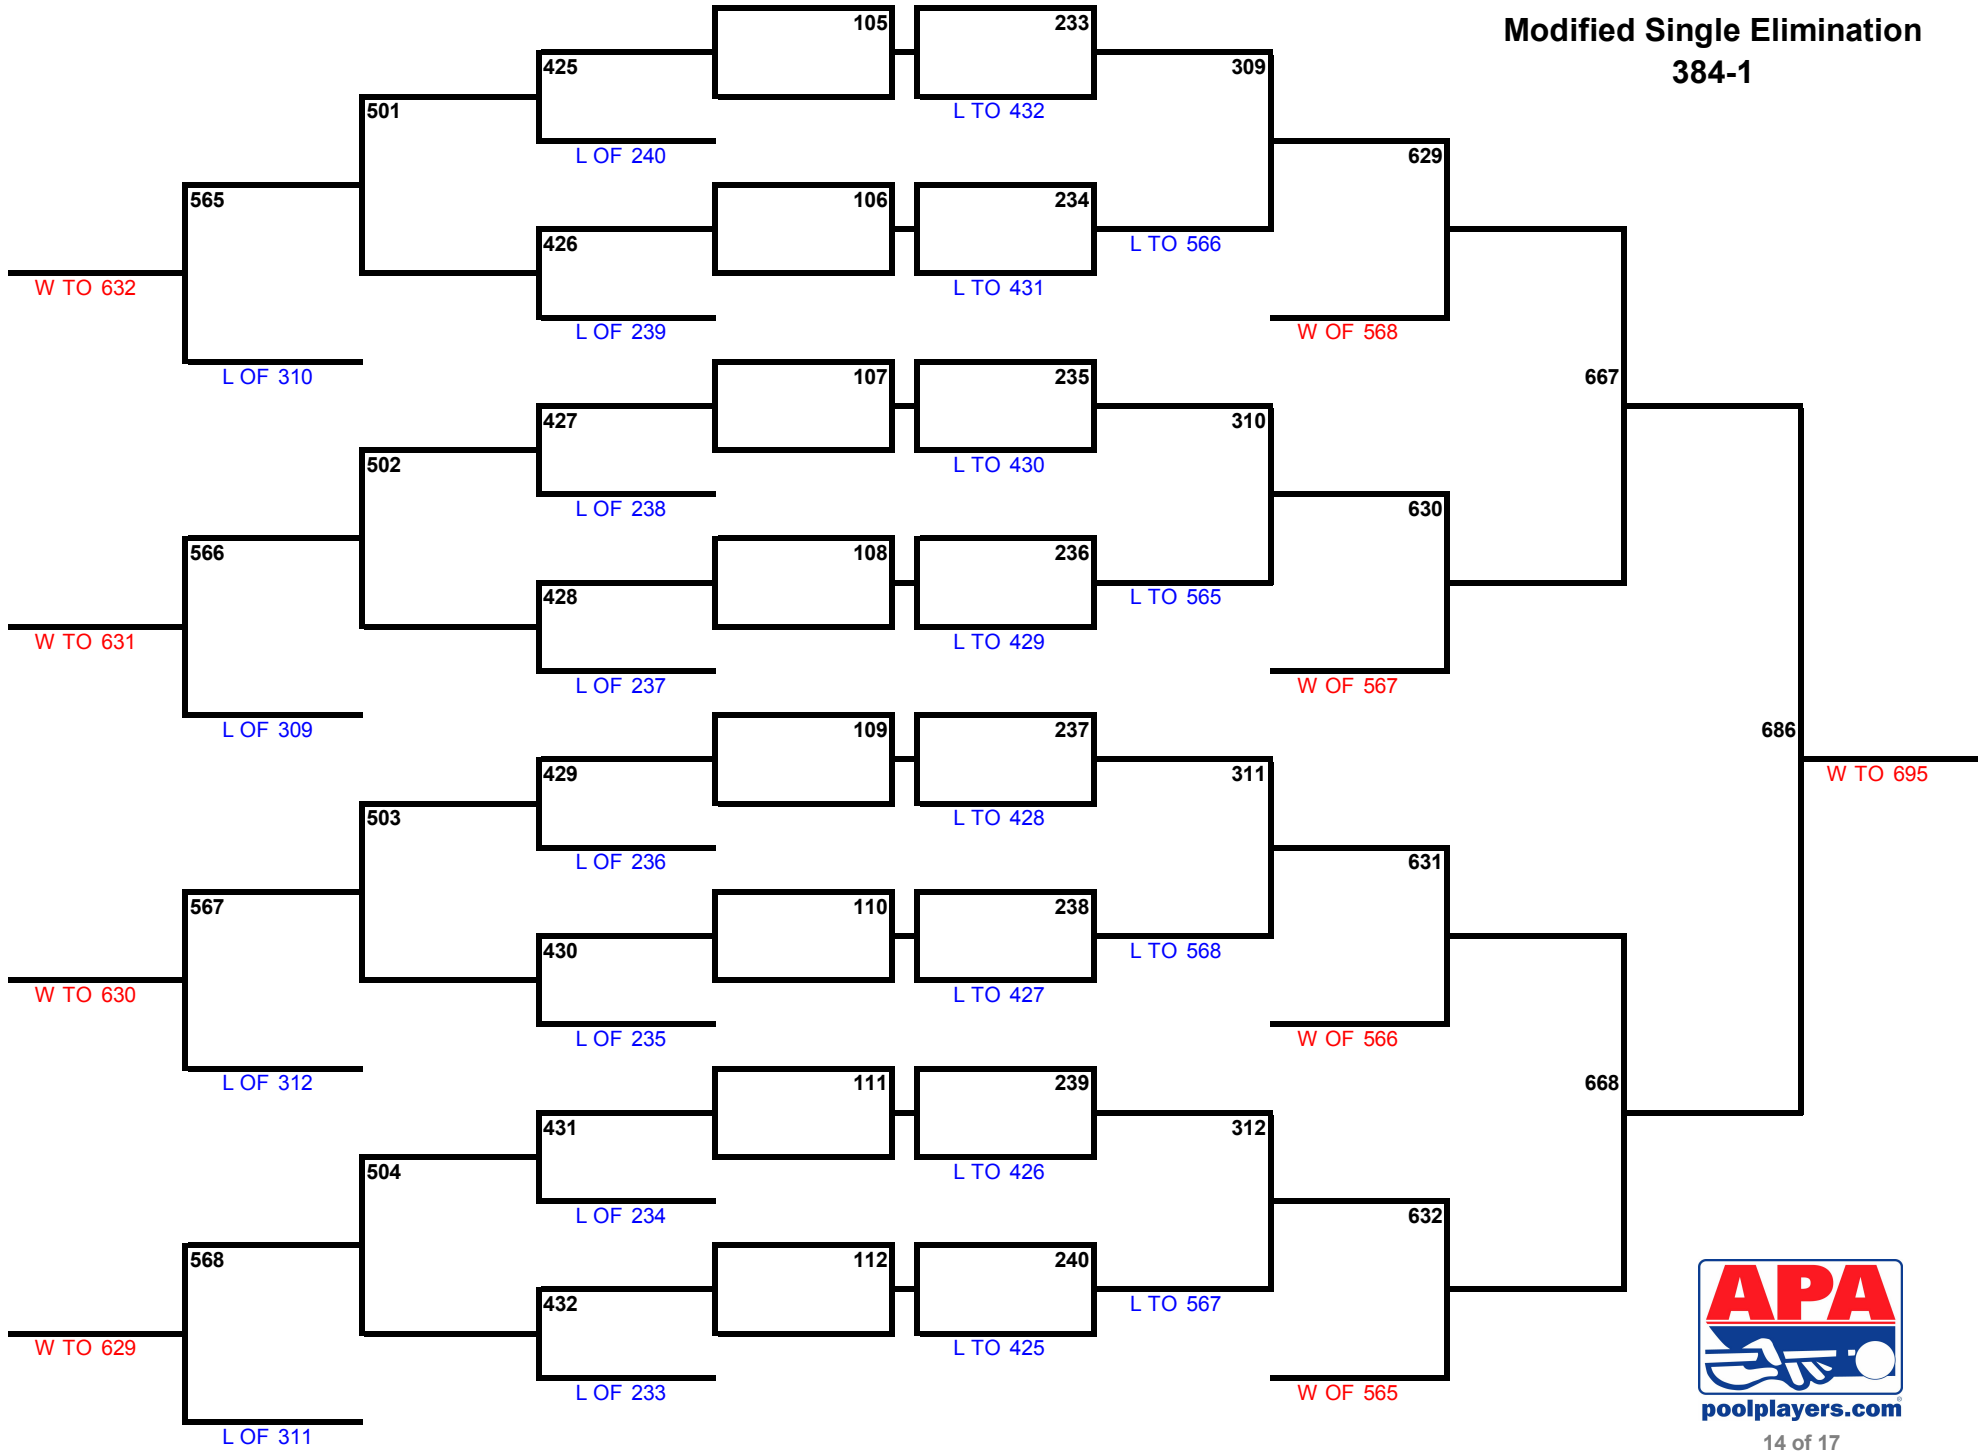 Modified Single Elimination
384-1
105 233
425 309
501 L TO 432
L OF 240 629
565 106 234
426 L TO 566
W TO 632 L TO 431
L OF 239 W OF 568
L OF 310 107 235 667
427 310
502 L TO 430
L OF 238 630
566 108 236
428 L TO 565
W TO 631 L TO 429
L OF 237 W OF 567
L OF 309 109 237 686
429 311 W TO 695
503 L TO 428
L OF 236 631
567 110 238
430 L TO 568
W TO 630 L TO 427
L OF 235 W OF 566
L OF 312 111 239 668
431 312
504 L TO 426
L OF 234 632
568 112 240
432 L TO 567
W TO 629 L TO 425
L OF 233 W OF 565
L OF 311
APA
poolplayers.com
14 of 17